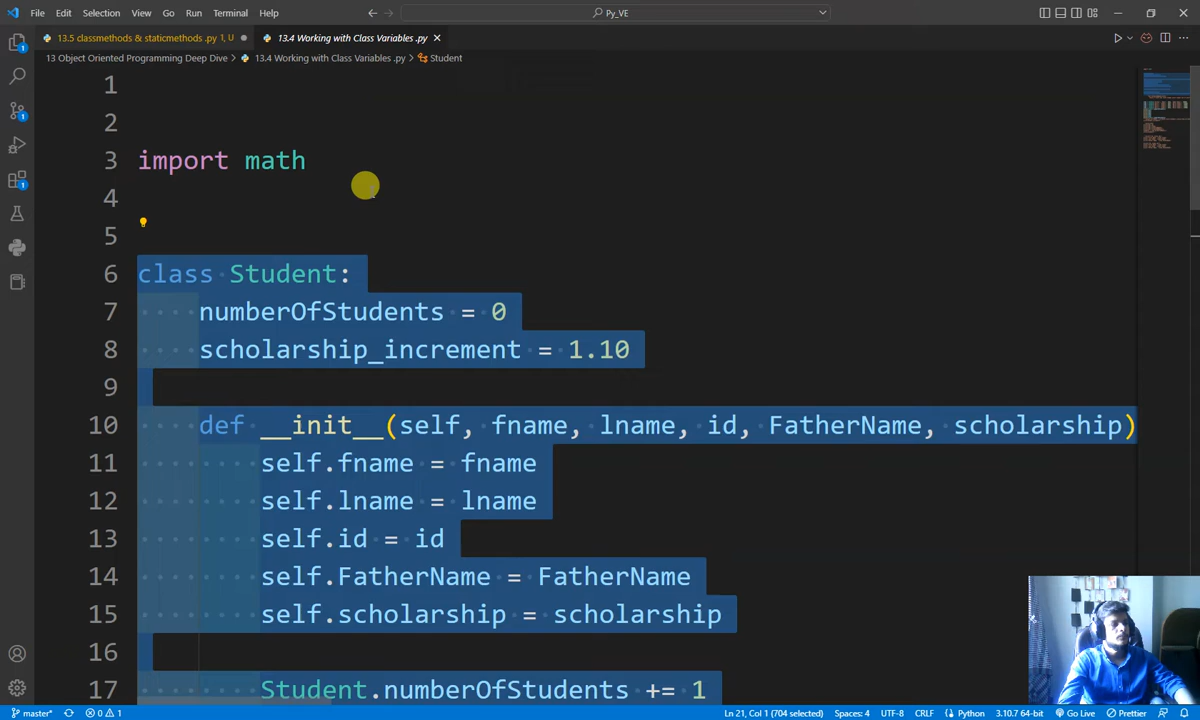 File Edit Selection View Go Run Terminal Help Py_VE
13.5 classmethods & staticmethods .py 1, U 13.4 Working with Class Variables .py
13 Object Oriented Programming Deep Dive > 13.4 Working with Class Variables .py > Student
1
2
3 import math
4
5
6 class Student:
7 numberOfStudents = 0
8 scholarship_increment = 1.10
9
10 def __init__(self, fname, lname, id, FatherName, scholarship)
11 self.fname = fname
12 self.lname = lname
13 self.id = id
14 self.FatherName = FatherName
15 self.scholarship = scholarship
16
17 Student.numberOfStudents += 1
master* 0 1 Ln 21, Col 1 (704 selected) Spaces: 4 UTF-8 CRLF Python 3.10.7 64-bit Go Live Prettier